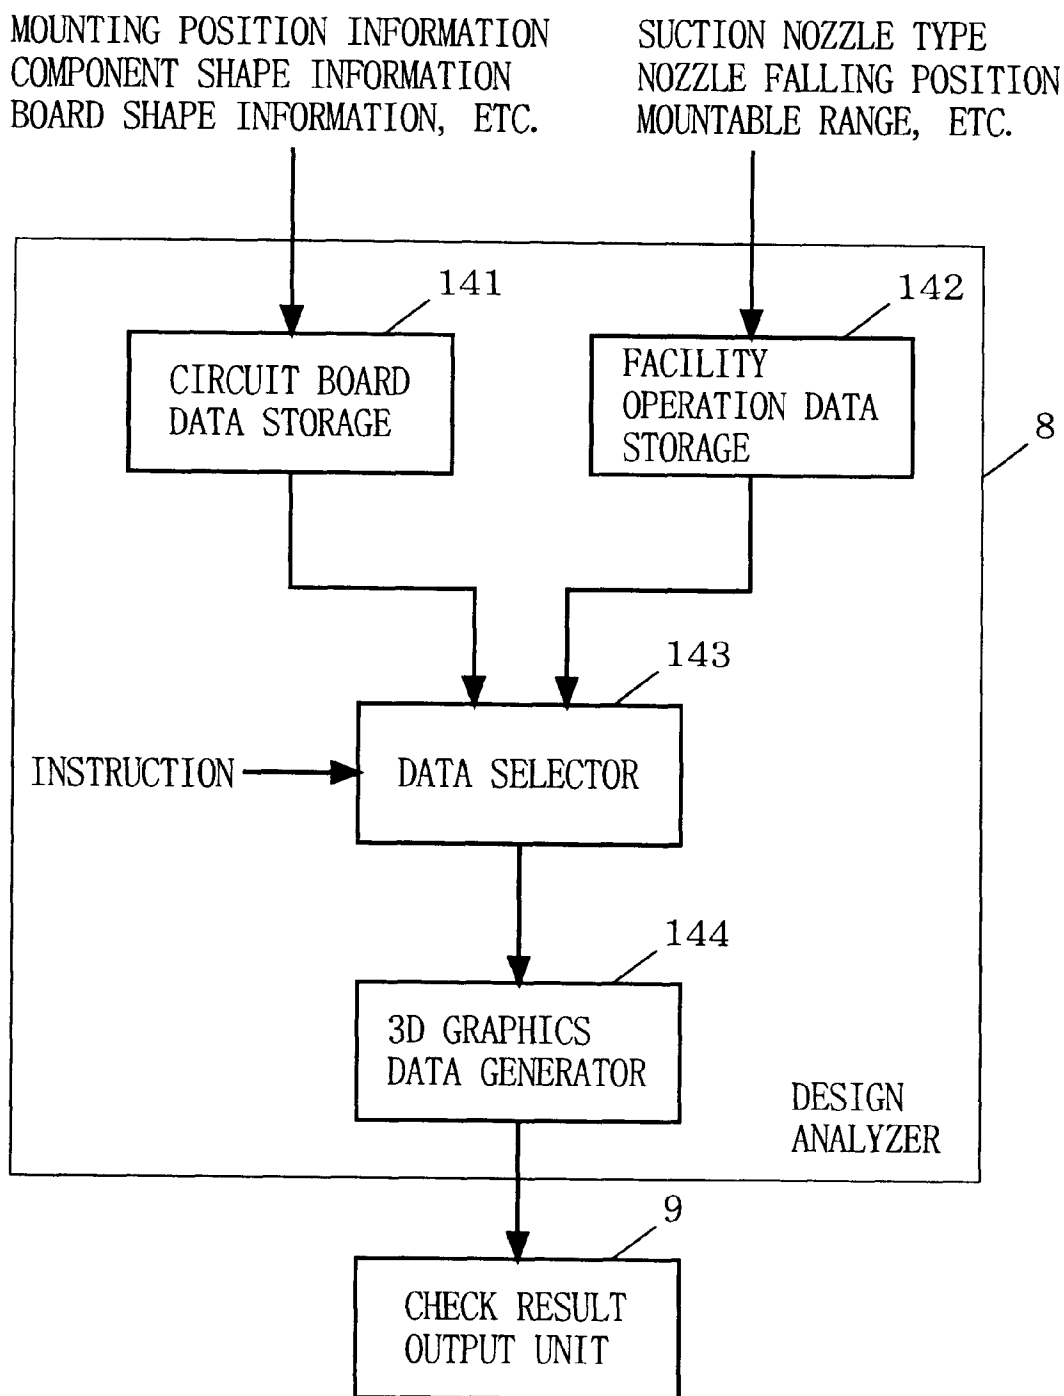 MOUNTING POSITION INFORMATION
COMPONENT SHAPE INFORMATION
BOARD SHAPE INFORMATION, ETC.
SUCTION NOZZLE TYPE
NOZZLE FALLING POSITION
MOUNTABLE RANGE, ETC.
141
CIRCUIT BOARD
DATA STORAGE
142
FACILITY
OPERATION DATA
STORAGE
8
143
INSTRUCTION
DATA SELECTOR
144
3D GRAPHICS
DATA GENERATOR
DESIGN
ANALYZER
9
CHECK RESULT
OUTPUT UNIT